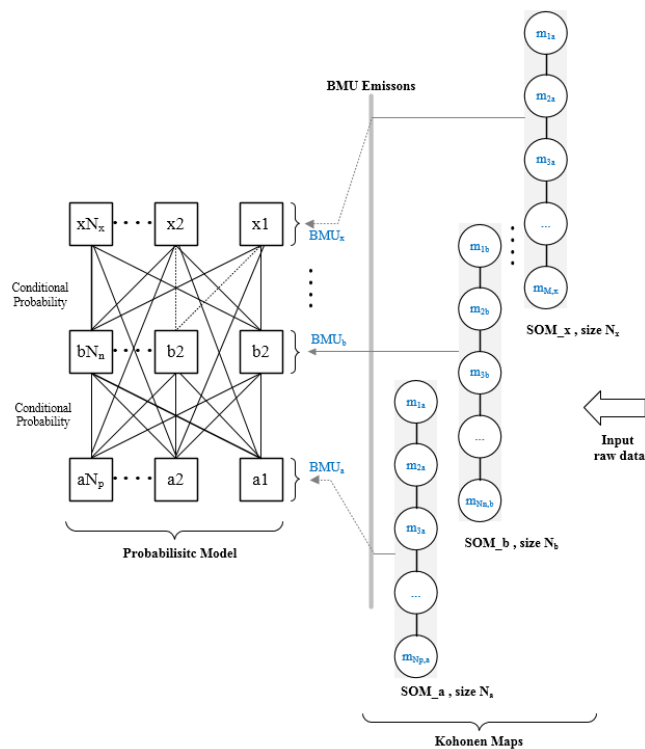 m1a
BMU Emissons
m2a
m3a
xNx
x2
x1
BMUx
...
m1b
Conditional
Probability
mM,x
m2b
SOM_x , size Nx
bNn
b2
b2
BMUb
m3b
m1a
Input
raw data
Conditional
Probability
...
m2a
BMUa
aNp
a2
a1
mNn,b
m3a
SOM_b , size Nb
Probabilisitc Model
...
mNp,a
SOM_a , size Na
Kohonen Maps